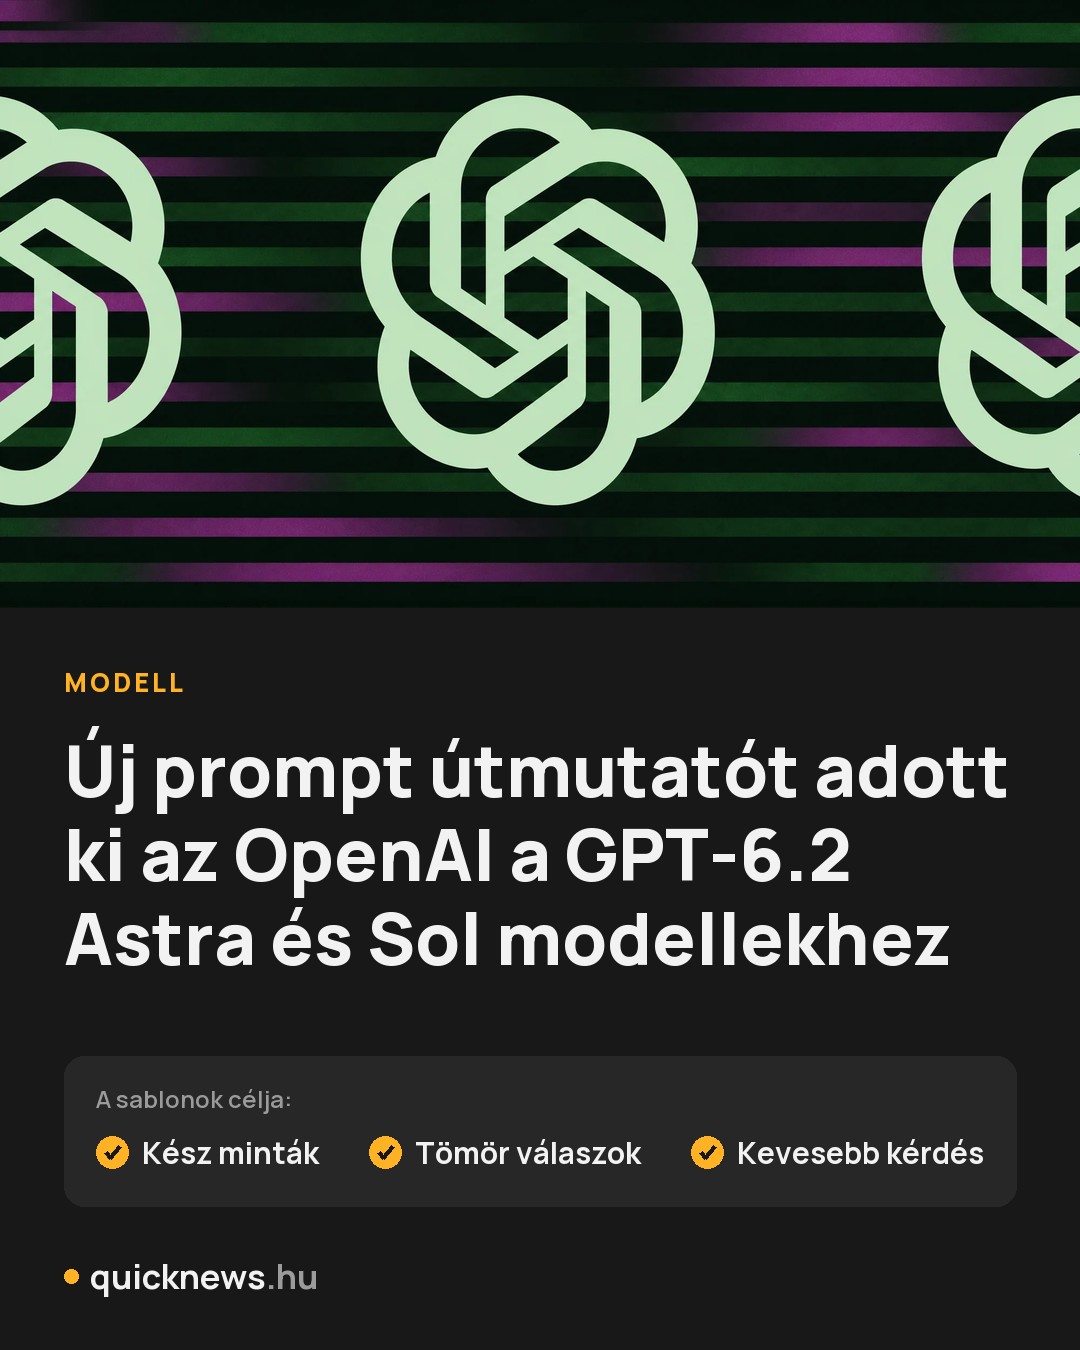 MODELL
Új prompt útmutatót adott
ki az OpenAI a GPT-6.2
Astra és Sol modellekhez
A sablonok célja:
Kész minták Tömör válaszok Kevesebb kérdés
quicknews.hu